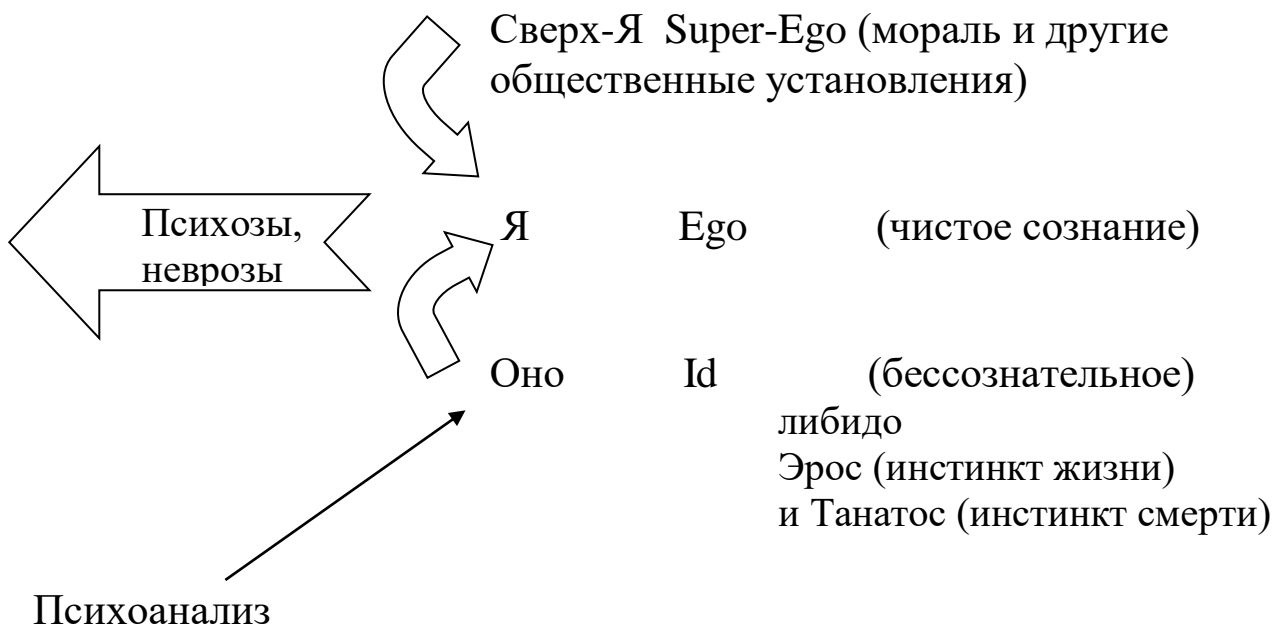 Сверх-Я Super-Ego (мораль и другие
общественные установления)
Психозы,
неврозы
Я Ego (чистое сознание)
Оно Id (бессознательное)
либидо
Эрос (инстинкт жизни)
и Танатос (инстинкт смерти)
Психоанализ